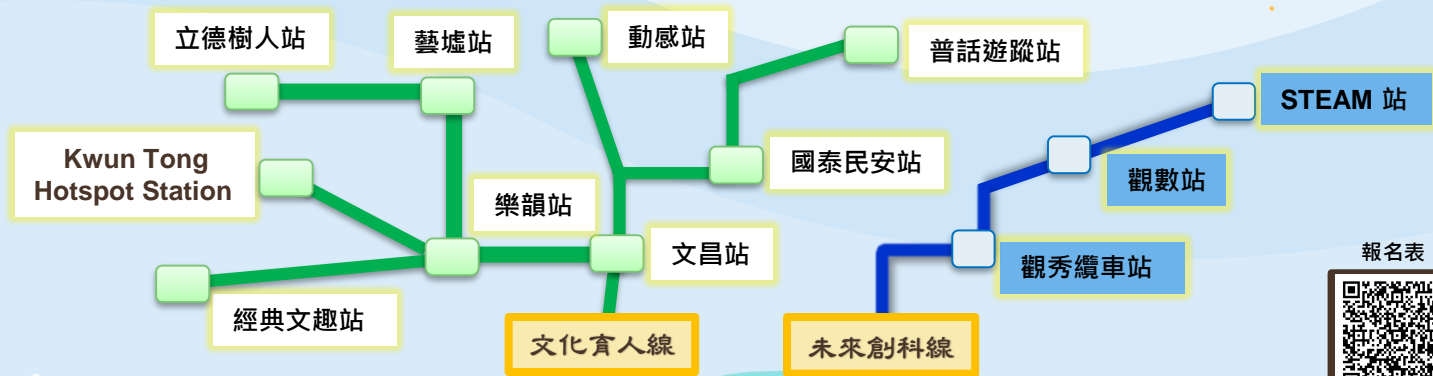 立德樹人站
藝墟站
動感站
普話遊蹤站
STEAM 站
Kwun Tong
Hotspot Station
國泰民安站
觀數站
樂韻站
文昌站
觀秀纜車站
報名表
經典文趣站
文化育人線
未來創科線